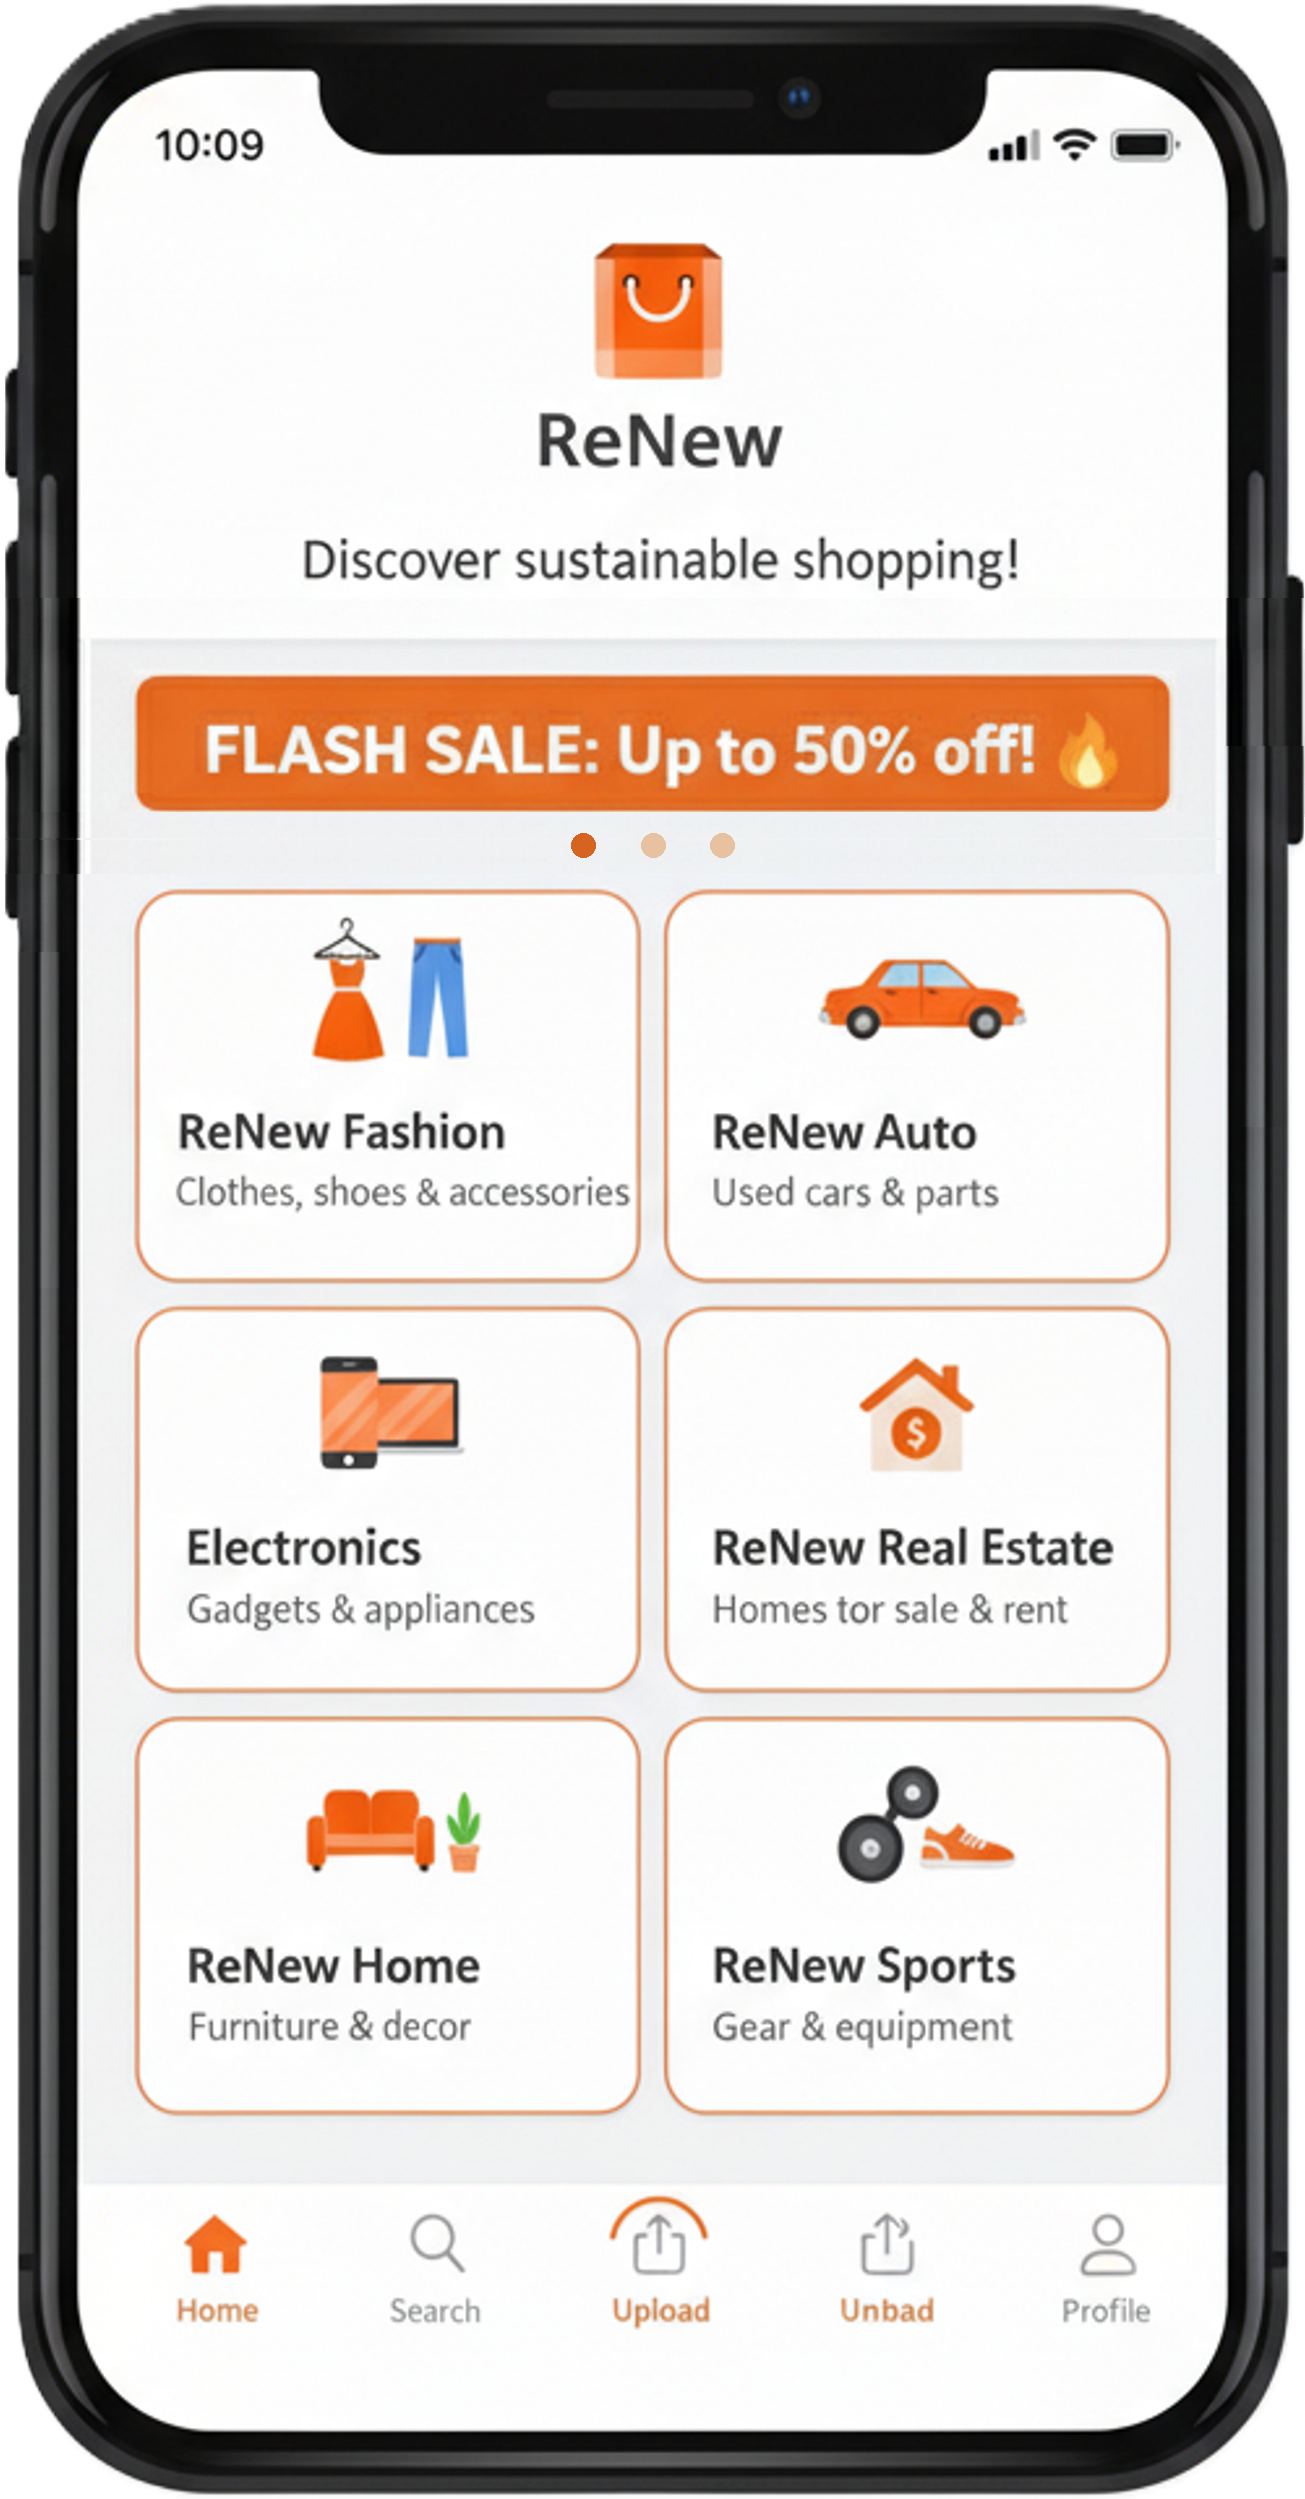 10:09
ReNew
Discover sustainable shopping!
FLASH SALE: Up to 50% off!
ReNew Fashion
Clothes, shoes & accessories
ReNew Auto
Used cars & parts
Electronics
Gadgets & appliances
ReNew Real Estate
Homes tor sale & rent
ReNew Home
Furniture & decor
ReNew Sports
Gear & equipment
Home
Search
Upload
Unbad
Profile